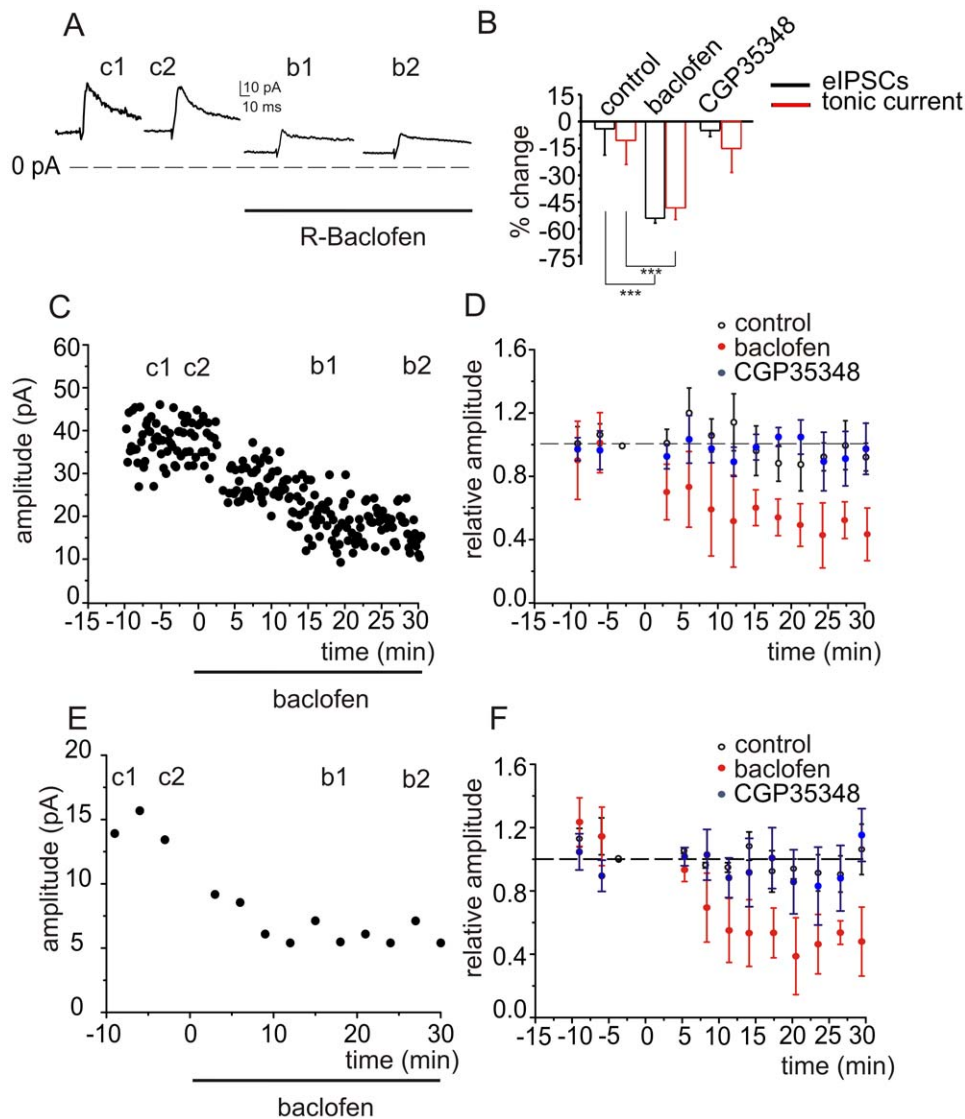 A
c1 c2 b1 b2
10 pA
10 ms
0 pA
R-Baclofen
B
control baclofen CGP35348
eIPSCs
tonic current
15
0
-15
-30
-45
-60
-75
% change
***
***
C
c1 c2 b1 b2
60
50
40
30
20
10
0
amplitude (pA)
-15 -10 -5 0 5 10 15 20 25 30
time (min)
baclofen
D
control
baclofen
CGP35348
1.6
1.2
0.8
0.4
0.0
relative amplitude
-15 -10 -5 0 5 10 15 20 25 30
time (min)
E
c1 c2 b1 b2
20
15
10
5
0
amplitude (pA)
-10 0 10 20 30
time (min)
baclofen
F
control
baclofen
CGP35348
1.6
1.2
0.8
0.4
0.0
relative amplitude
-15 -10 -5 0 5 10 15 20 25 30
time (min)